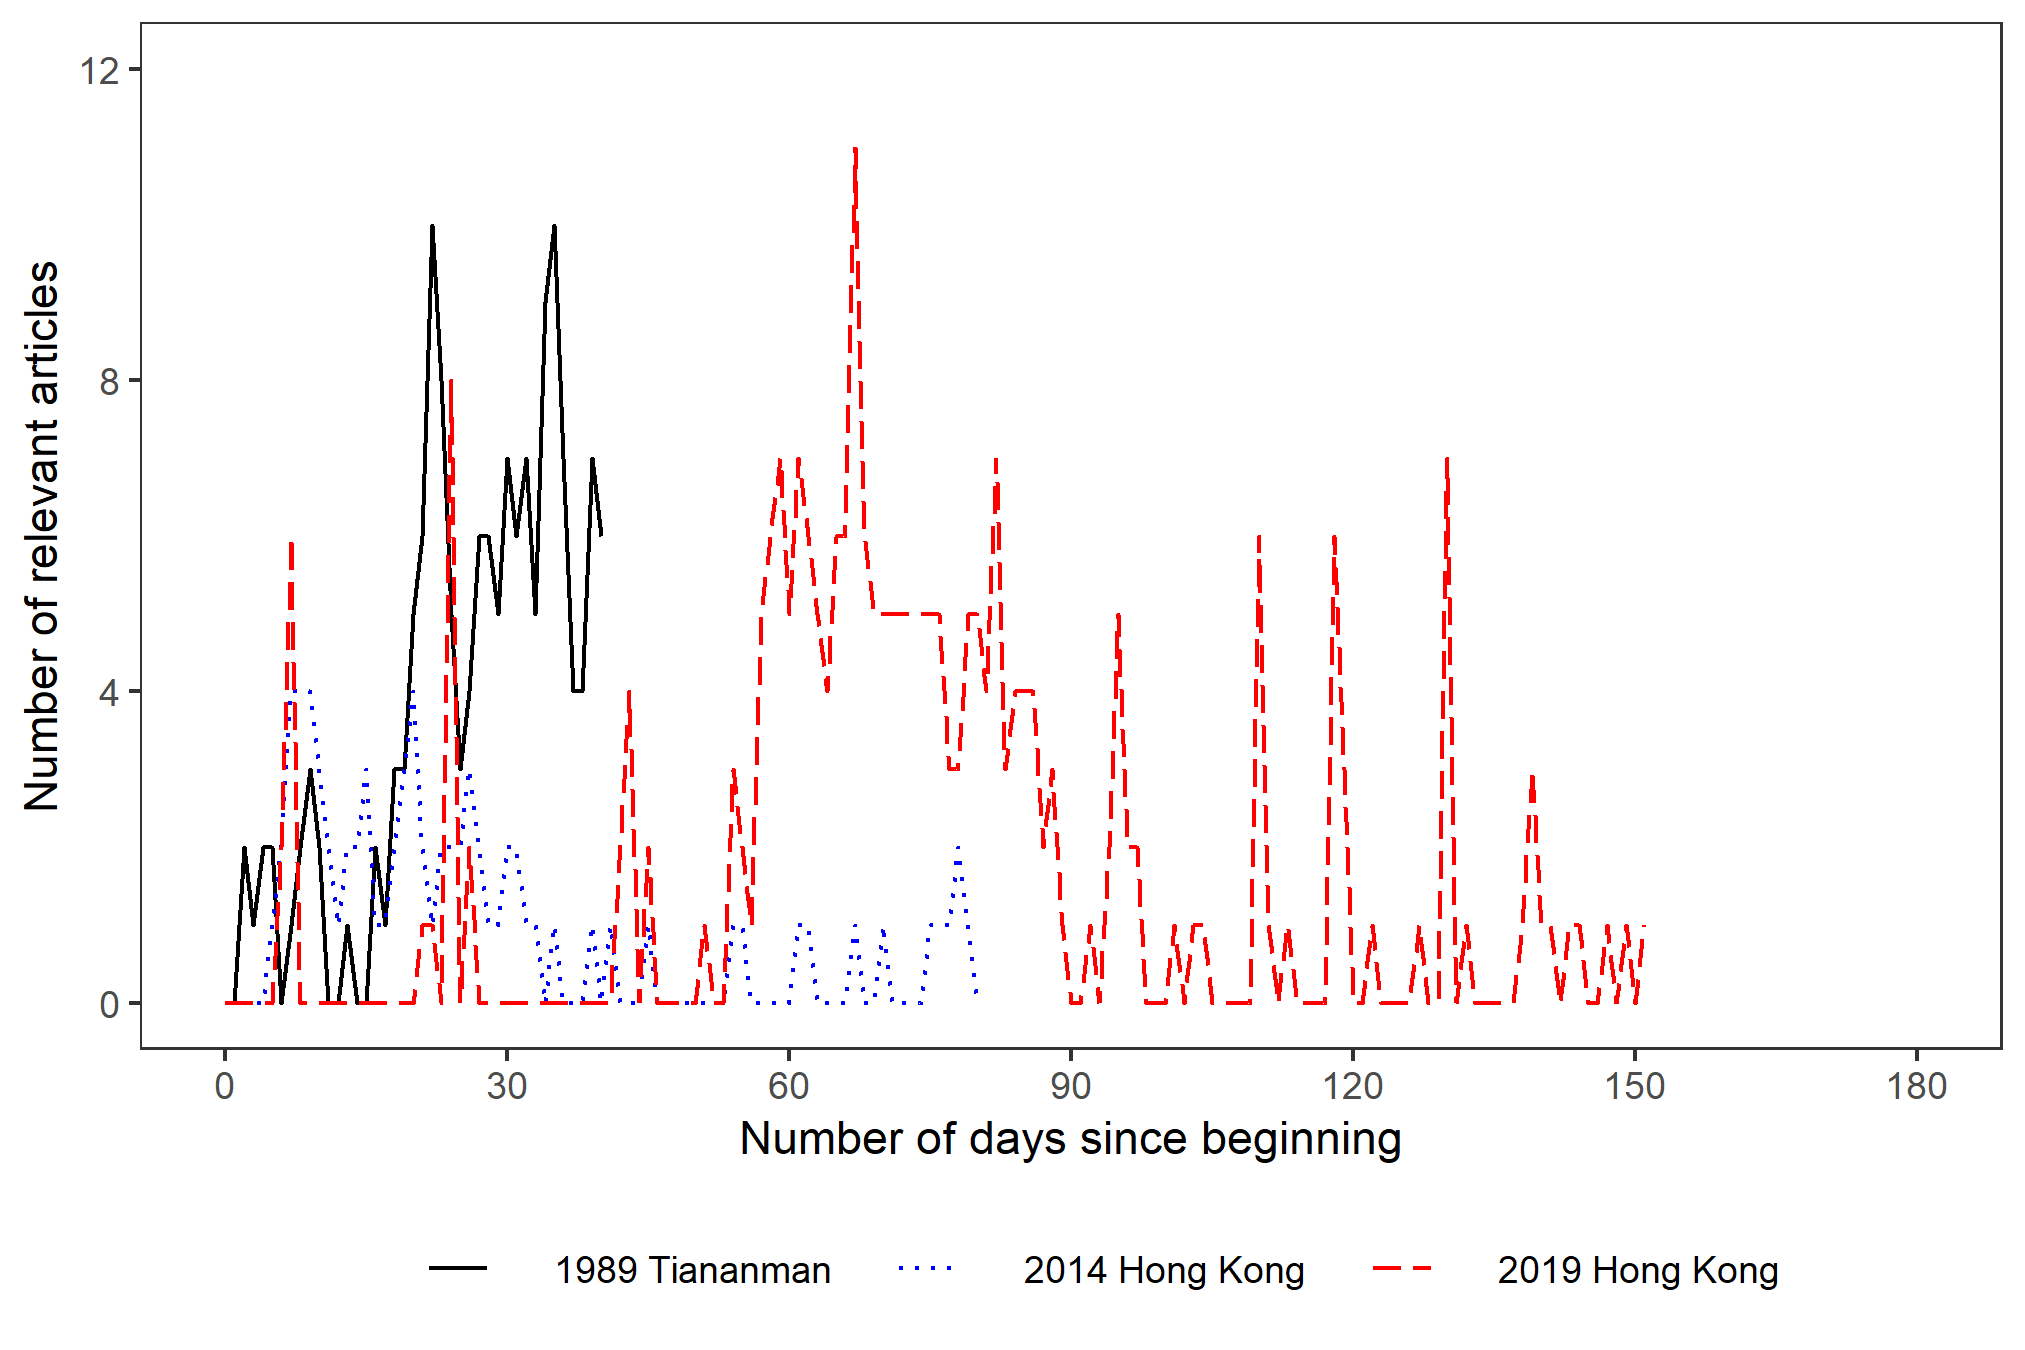 Number of relevant articles
12
8
4
0
0 30 60 90 120 150 180
Number of days since beginning
1989 Tiananman 2014 Hong Kong 2019 Hong Kong